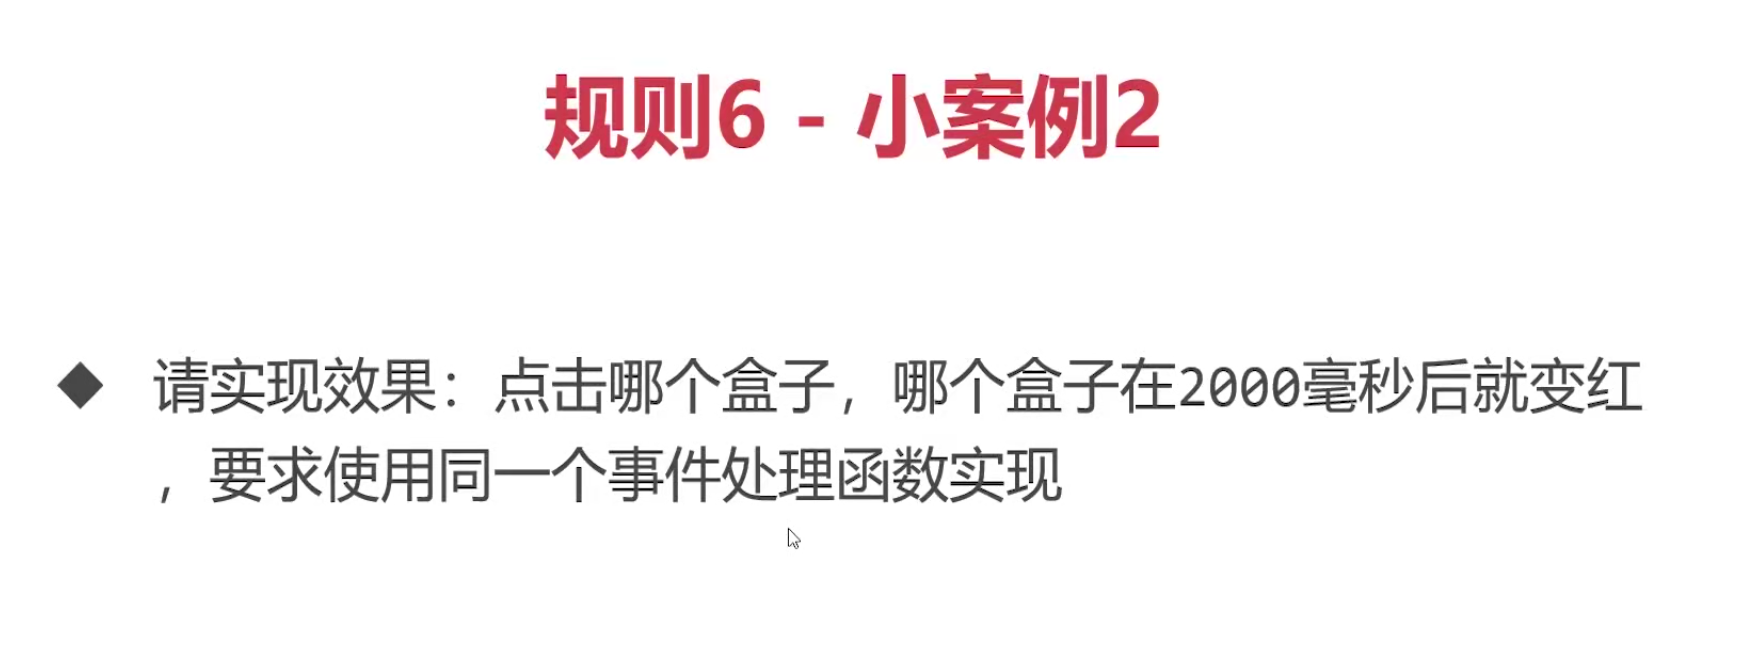 规则6 - 小案例2
请实现效果：点击哪个盒子，哪个盒子在2000毫秒后就变红
，要求使用同一个事件处理函数实现